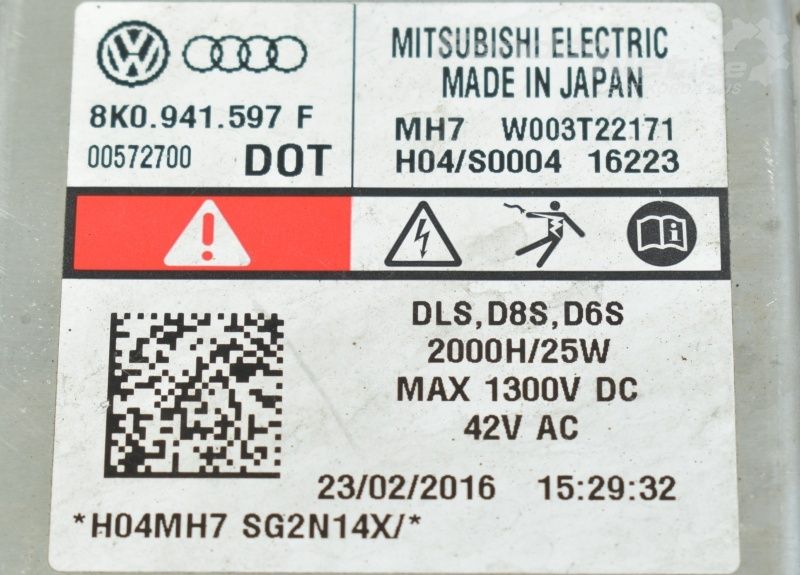 8K0.941.597 F
00572700 DOT
MITSUBISHI ELECTRIC
MADE IN JAPAN
MH7 W003T22171
H04/S0004 16223
DLS,D8S,D6S
2000H/25W
MAX 1300V DC
42V AC
23/02/2016 15:29:32
*H04MH7 SG2N14X/*